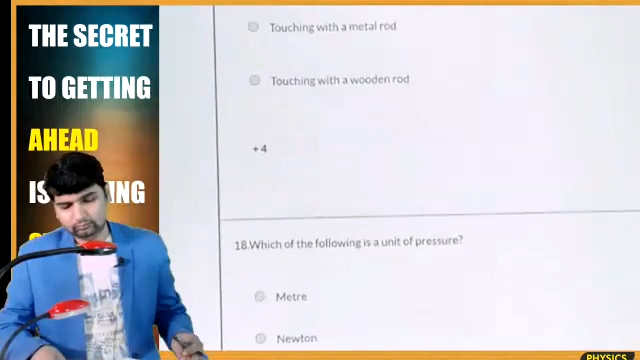 THE SECRET
TO GETTING
AHEAD
Touching with a metal rod
Touching with a wooden rod
+4
18.Which of the following is a unit of pressure?
Metre
Newton
PHYSICS